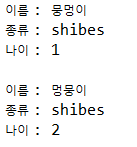 이름 : 뭉멍이
종류 : shibes
나이 : 1
이름 : 멍뭉이
종류 : shibes
나이 : 2